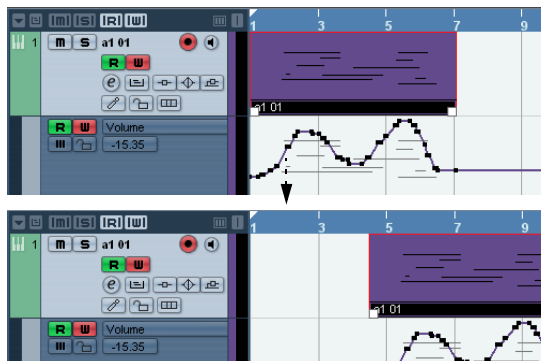 [M] [S] [R] [W] 1 3 5 7 9
1 m S a1 01
R W
e
a1 01
R W Volume
-15.35
[M] [S] [R] [W] 1 3 5 7 9
1 m S a1 01
R W
e
a1 01
R W Volume
-15.35